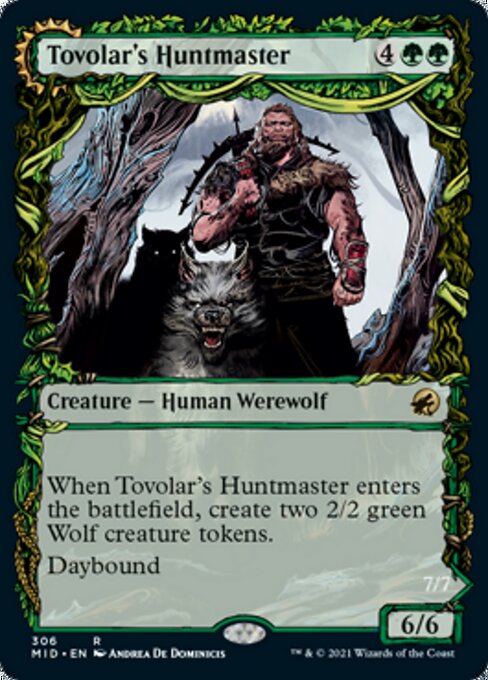 Tovolar's Huntmaster 4
Creature — Human Werewolf
When Tovolar's Huntmaster enters
the battlefield, create two 2/2 green
Wolf creature tokens.
Daybound
7/7
6/6
306 R
MID • EN Andrea De Dominicis
™ & © 2021 Wizards of the Coast